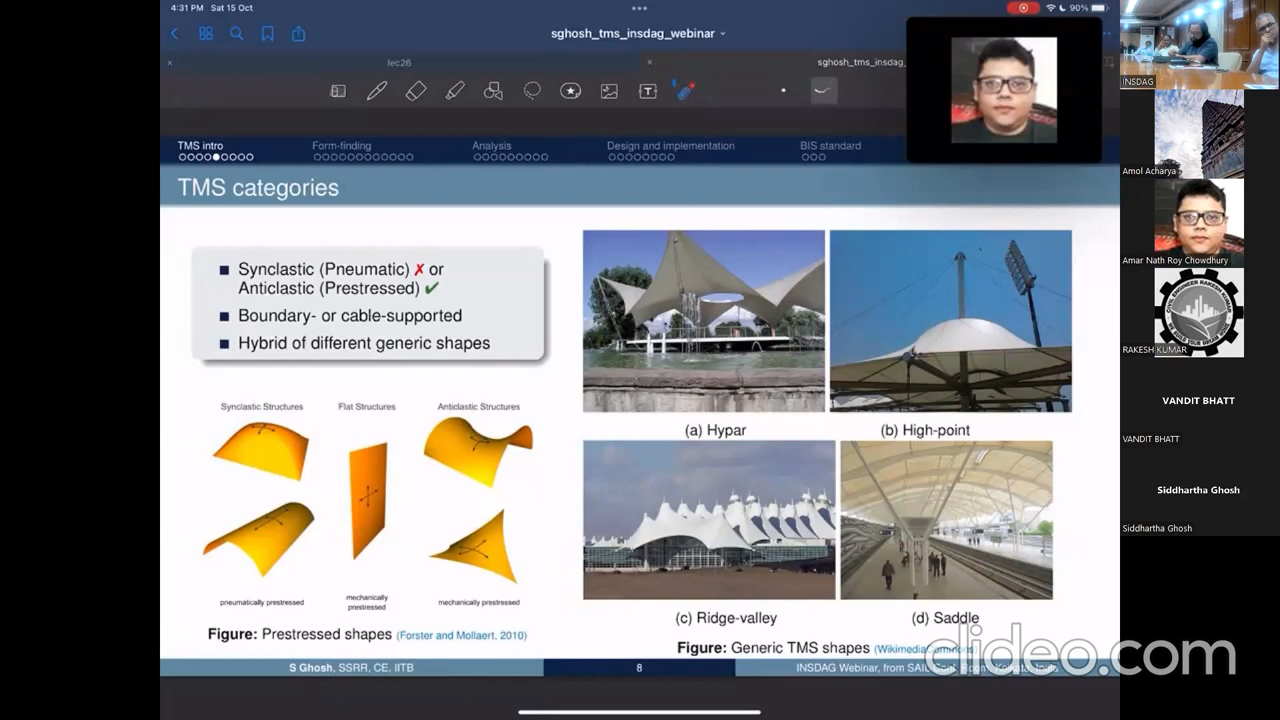 4:31 PM Sat 15 Oct
90%
sghosh_tms_insdag_webinar
lec26
sghosh_tms_insdag_
TMS intro
Form-finding
Analysis
Design and implementation
BIS standard
TMS categories
Synclastic (Pneumatic) ✗ or
Anticlastic (Prestressed) ✓
Boundary- or cable-supported
Hybrid of different generic shapes
Synclastic Structures
Flat Structures
Anticlastic Structures
pneumatically prestressed
mechanically
prestressed
mechanically prestressed
Figure: Prestressed shapes (Forster and Mollaert, 2010)
(a) Hypar
(b) High-point
(c) Ridge-valley
(d) Saddle
Figure: Generic TMS shapes (WikimediaCommons)
S Ghosh, SSRR, CE, IITB
8
INSDAG Webinar, from SAIL
clideo.com
INSDAG
Amol Acharya
Amar Nath Roy Chowdhury
RAKESH KUMAR
VANDIT BHATT
VANDIT BHATT
Siddhartha Ghosh
Siddhartha Ghosh